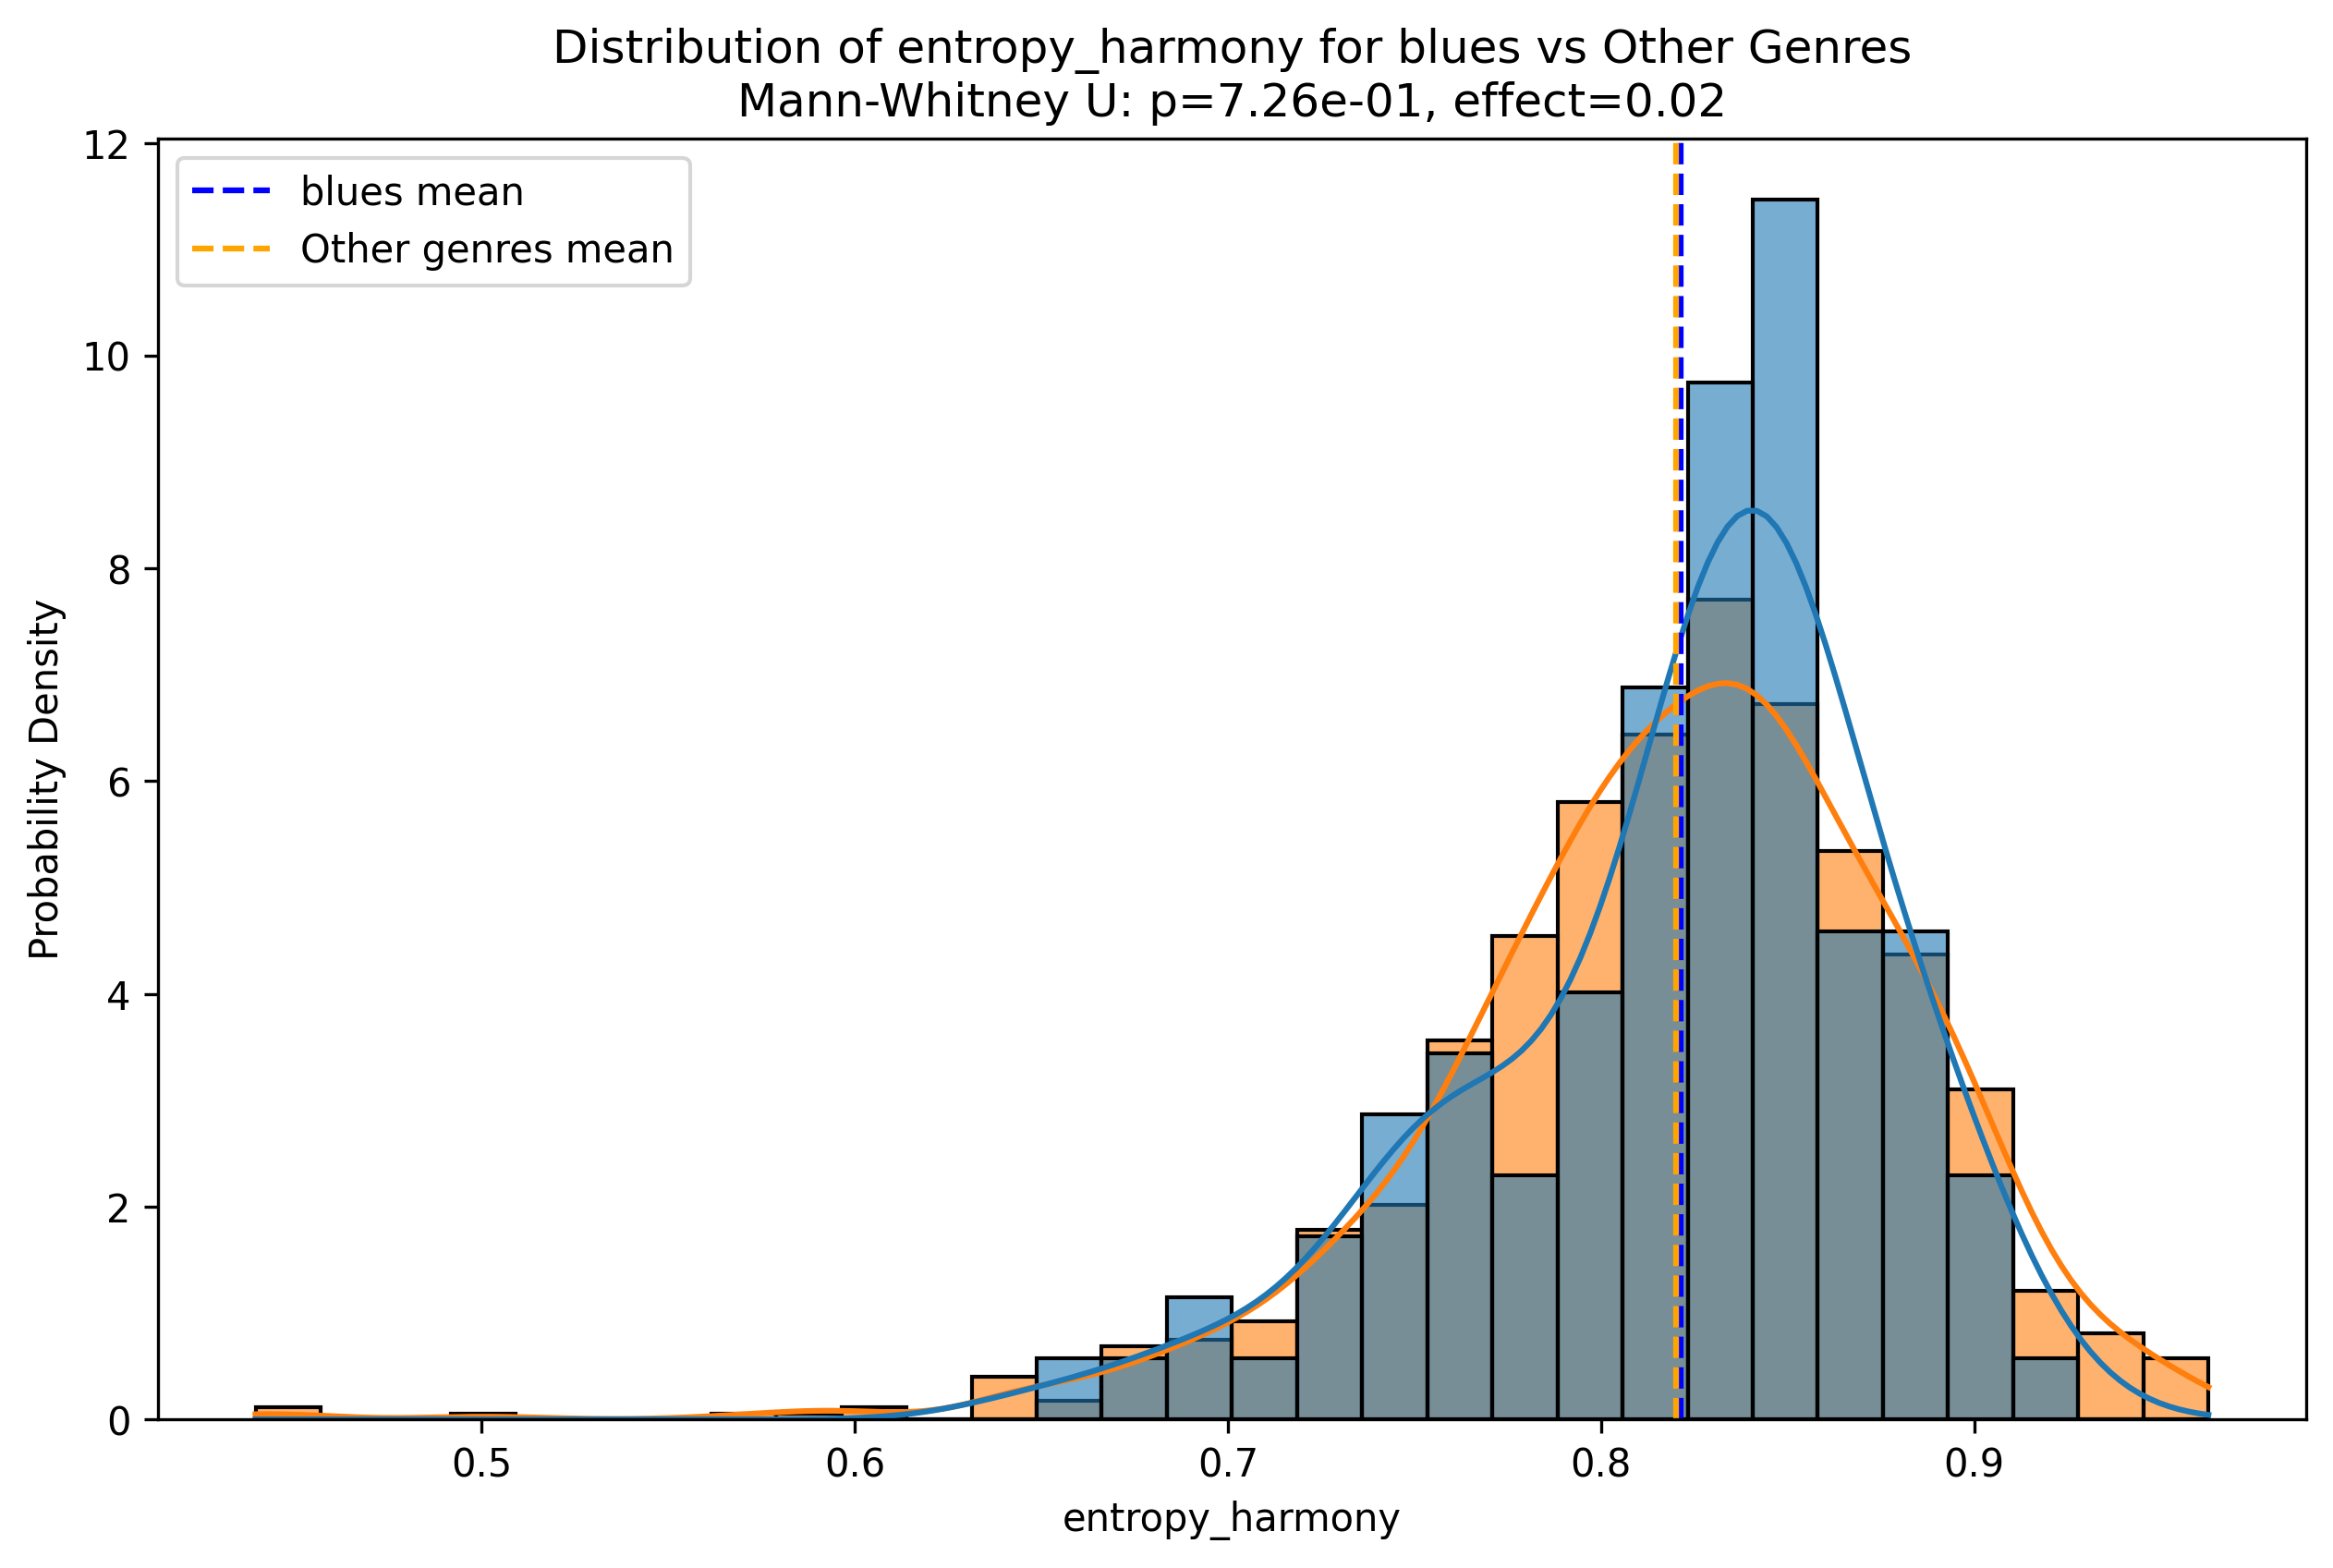 Distribution of entropy_harmony for blues vs Other Genres
Mann-Whitney U: p=7.26e-01, effect=0.02
blues mean
Other genres mean
Probability Density
12
10
8
6
4
2
0
0.5
0.6
0.7
0.8
0.9
entropy_harmony